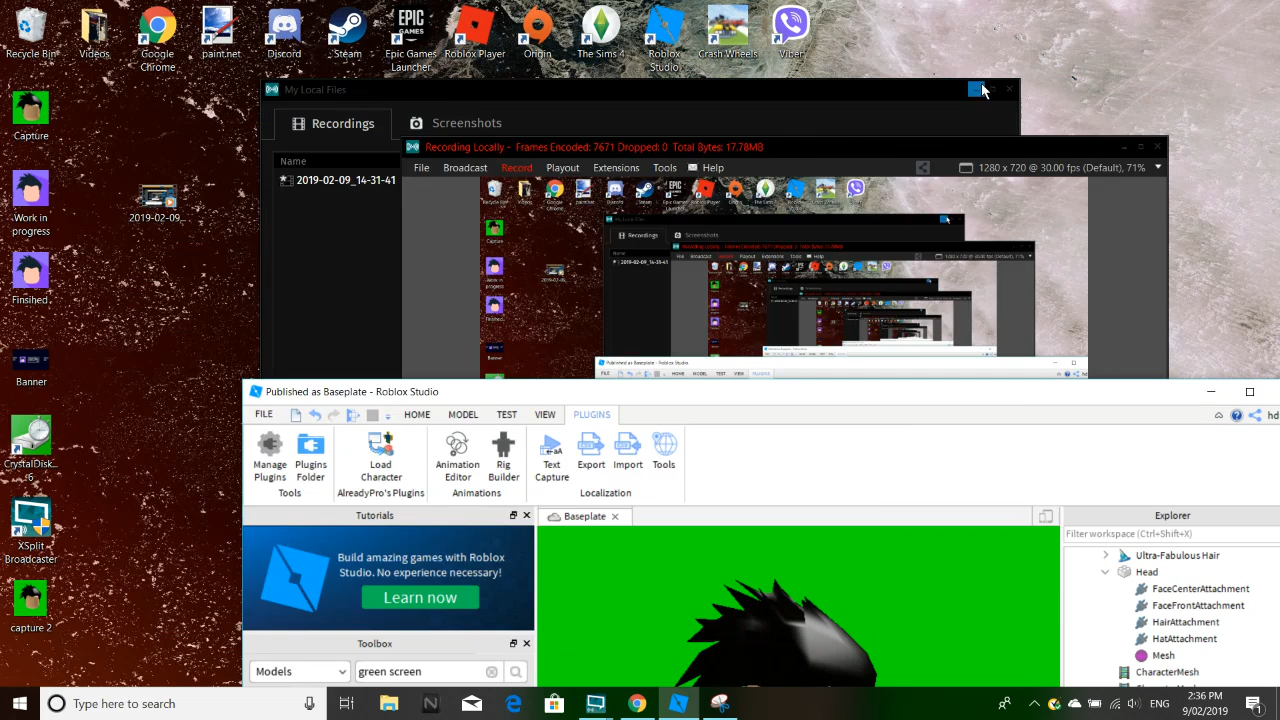 Recycle Bin
Videos
Google
Chrome
paint.net
Discord
Steam
Epic Games
Launcher
EPIC
GAMES
Roblox Player
Origin
The Sims 4
Roblox
Studio
Crash Wheels
Viber
Capture
Work in
progress
2019-02-09...
Finsihed...
Banner
CrystalDisk...
6
XSplit
Broadcaster
capture 2
My Local Files
Recordings
Screenshots
Name
2019-02-09_14-31-41
Recording Locally - Frames Encoded: 7671 Dropped: 0 Total Bytes: 17.78MB
File Broadcast Record Playout Extensions Tools Help
1280 x 720 @ 30.00 fps (Default), 71%
Published as Baseplate - Roblox Studio
FILE HOME MODEL TEST VIEW PLUGINS
hd
Manage
Plugins
Plugins
Folder
Tools
Load
Character
AlreadyPro's Plugins
Animation
Editor
Rig
Builder
Animations
Text
Capture
Export
Import
Tools
Localization
Tutorials
Build amazing games with Roblox
Studio. No experience necessary!
Learn now
Toolbox
Models
green screen
Baseplate
Explorer
Filter workspace (Ctrl+Shift+X)
Ultra-Fabulous Hair
Head
FaceCenterAttachment
FaceFrontAttachment
HairAttachment
HatAttachment
Mesh
CharacterMesh
Type here to search
ENG
2:36 PM
9/02/2019